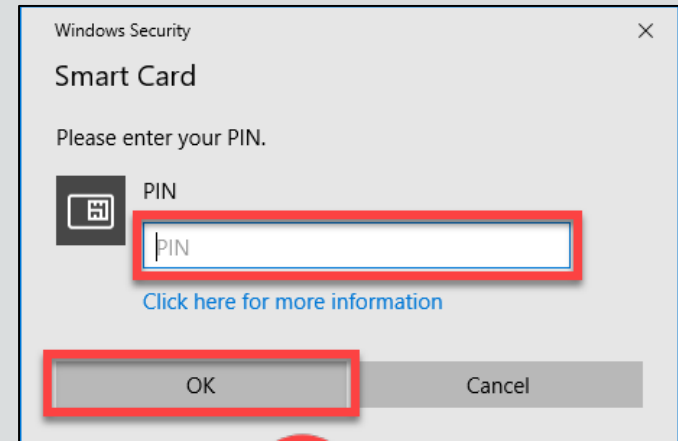 Windows Security
Smart Card
Please enter your PIN.
PIN
PIN
Click here for more information
OK
Cancel